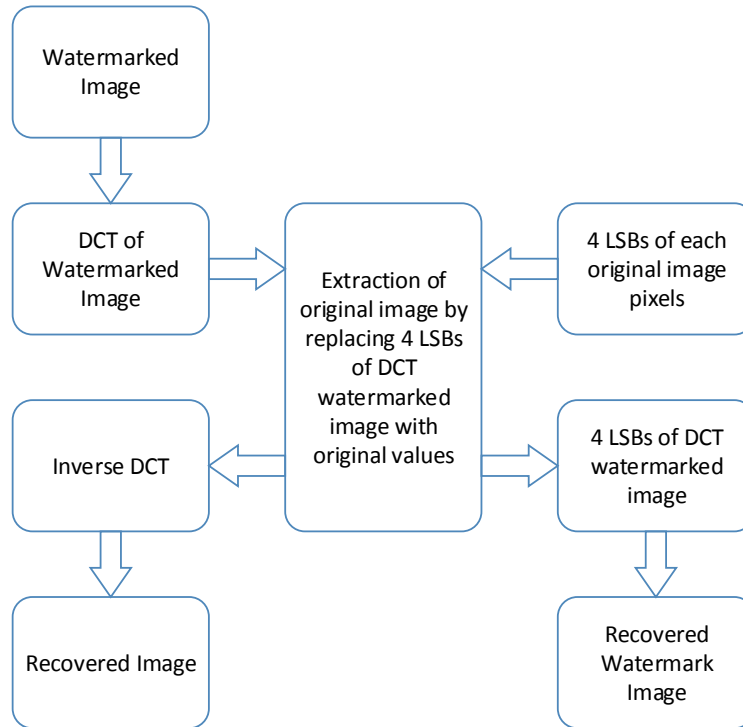 Watermarked
Image
DCT of
Watermarked
Image
Extraction of
original image by
replacing 4 LSBs
of DCT
watermarked
image with
original values
4 LSBs of each
original image
pixels
Inverse DCT
4 LSBs of DCT
watermarked
image
Recovered Image
Recovered
Watermark
Image